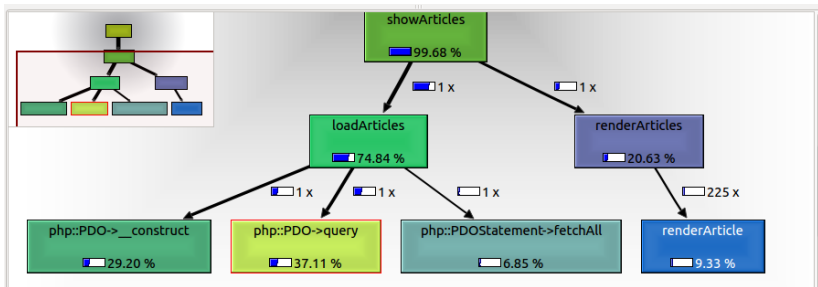 showArticles
99.68 %
1 x
1 x
loadArticles
74.84 %
renderArticles
20.63 %
1 x
1 x
1 x
225 x
php::PDO->__construct
29.20 %
php::PDO->query
37.11 %
php::PDOStatement->fetchAll
6.85 %
renderArticle
9.33 %